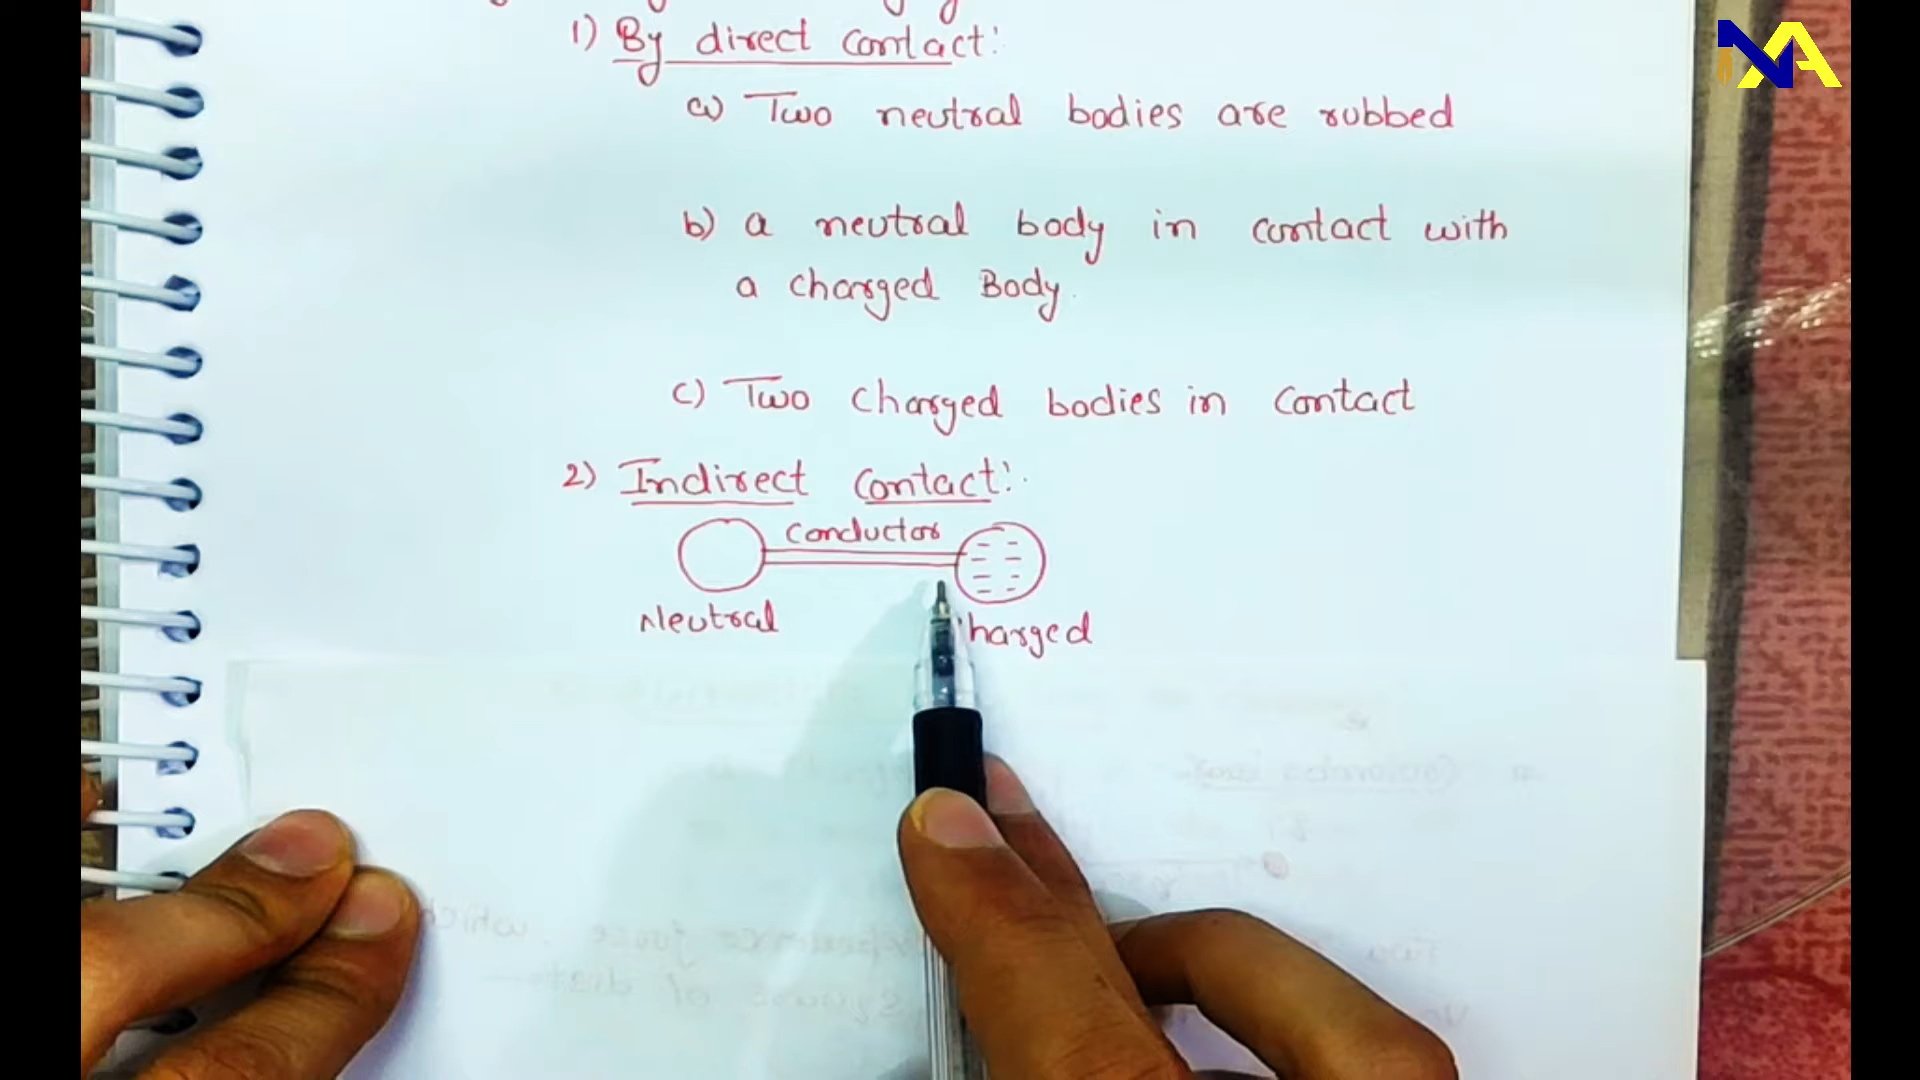 1) By direct contact:
a) Two neutral bodies are rubbed
b) a neutral body in contact with
a charged Body.
c) Two charged bodies in contact
2) Indirect contact:
conductor
Neutral
harged
NA